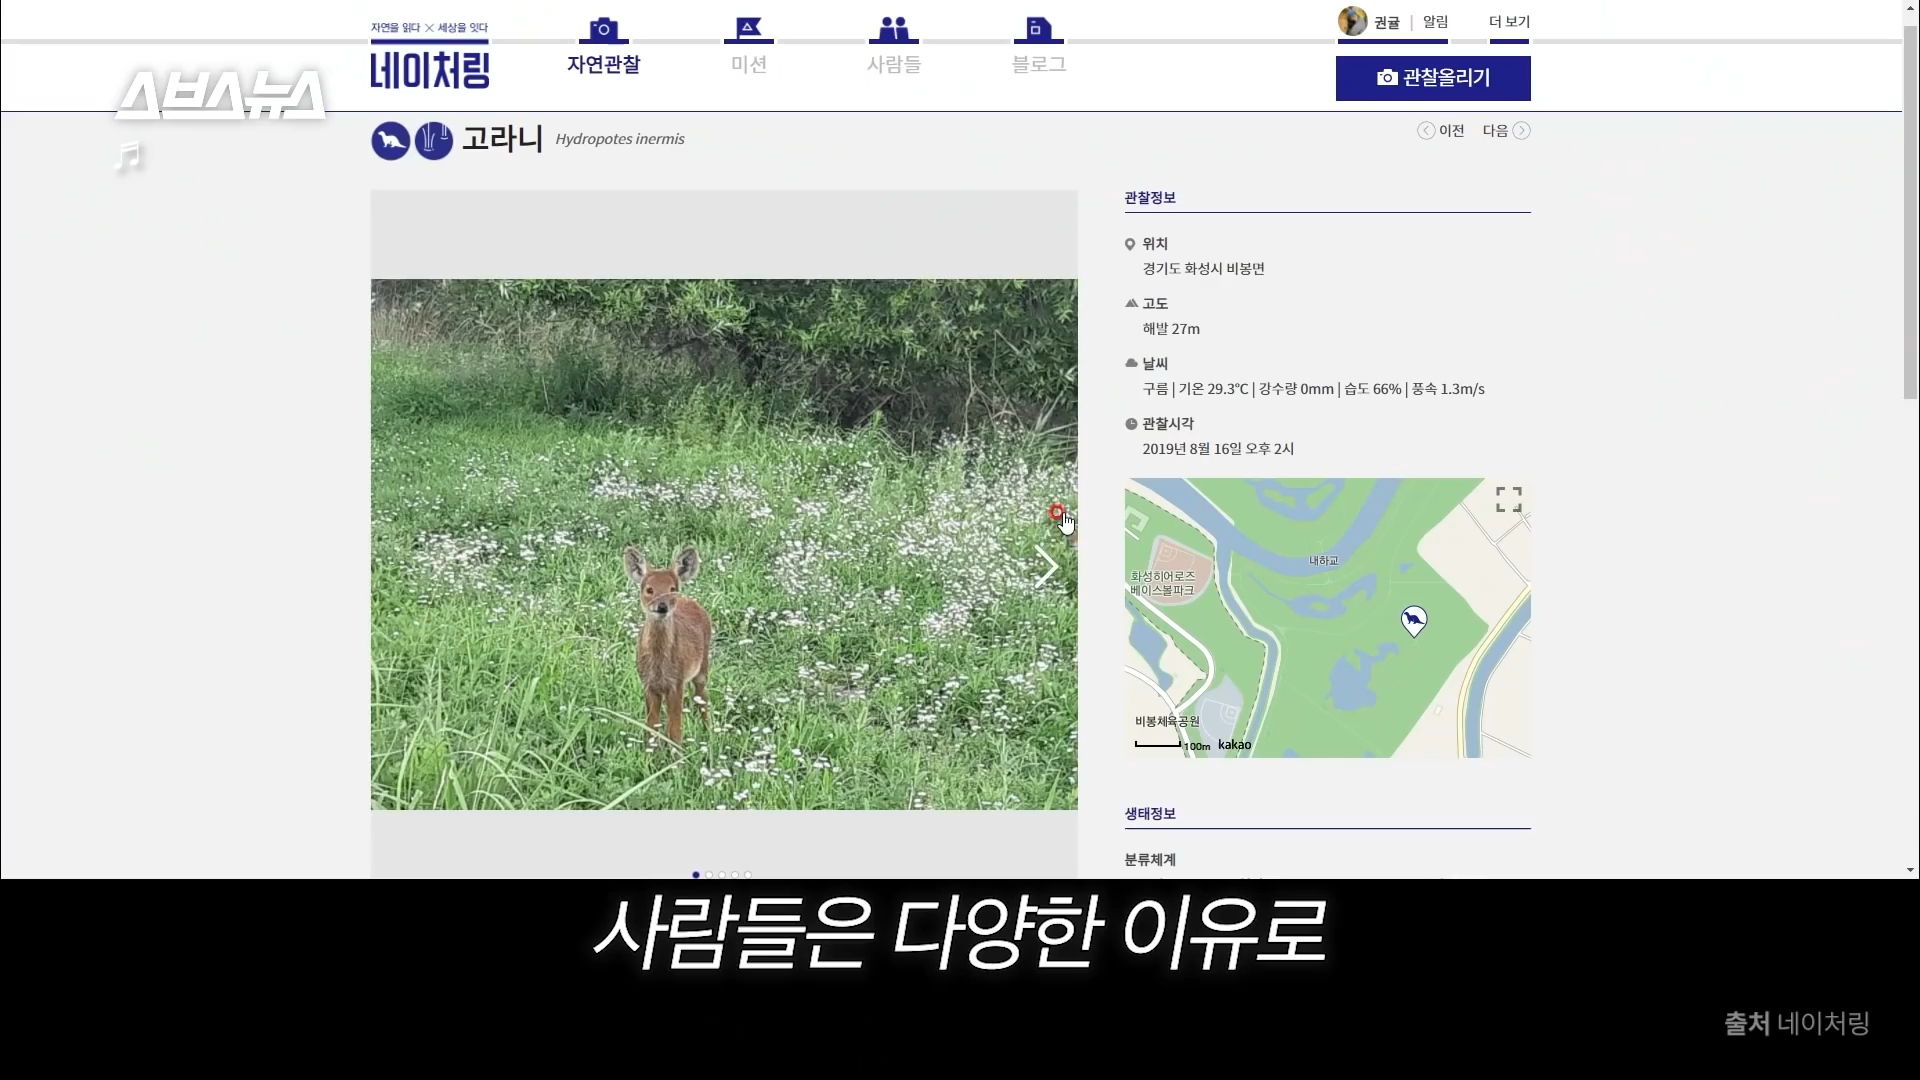 자연을 읽다 × 세상을 잇다
네이처링
자연관찰
미션
사람들
블로그
권귤 | 알림
더 보기
관찰올리기
스브스뉴스
고라니 Hydropotes inermis
이전 다음
관찰정보
위치
경기도 화성시 비봉면
고도
해발 27m
날씨
구름 | 기온 29.3℃ | 강수량 0mm | 습도 66% | 풍속 1.3m/s
관찰시각
2019년 8월 16일 오후 2시
내하교
화성히어로즈
베이스볼파크
비봉체육공원
100m kakao
생태정보
분류체계
사람들은 다양한 이유로
출처 네이처링